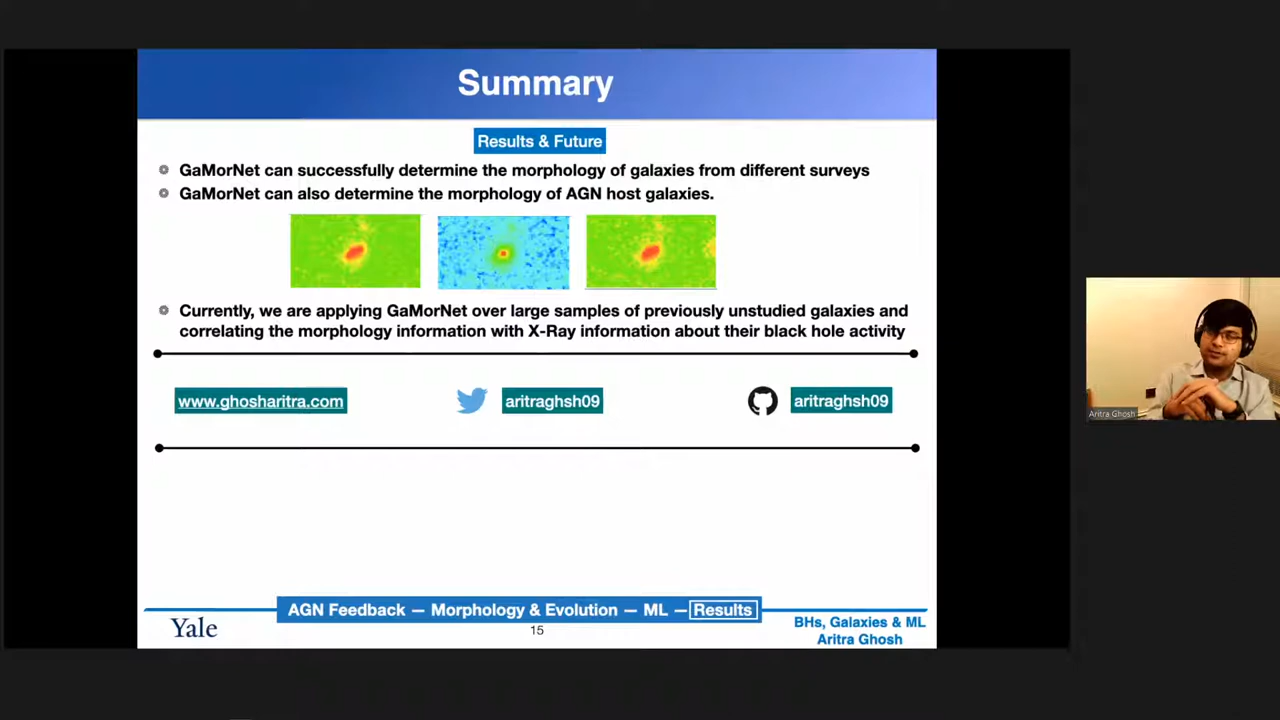 Summary
Results & Future
GaMorNet can successfully determine the morphology of galaxies from different surveys
GaMorNet can also determine the morphology of AGN host galaxies.
Currently, we are applying GaMorNet over large samples of previously unstudied galaxies and
correlating the morphology information with X-Ray information about their black hole activity
www.ghosharitra.com
aritraghsh09
aritraghsh09
AGN Feedback — Morphology & Evolution — ML — Results
Yale
15
BHs, Galaxies & ML
Aritra Ghosh
Aritra Ghosh